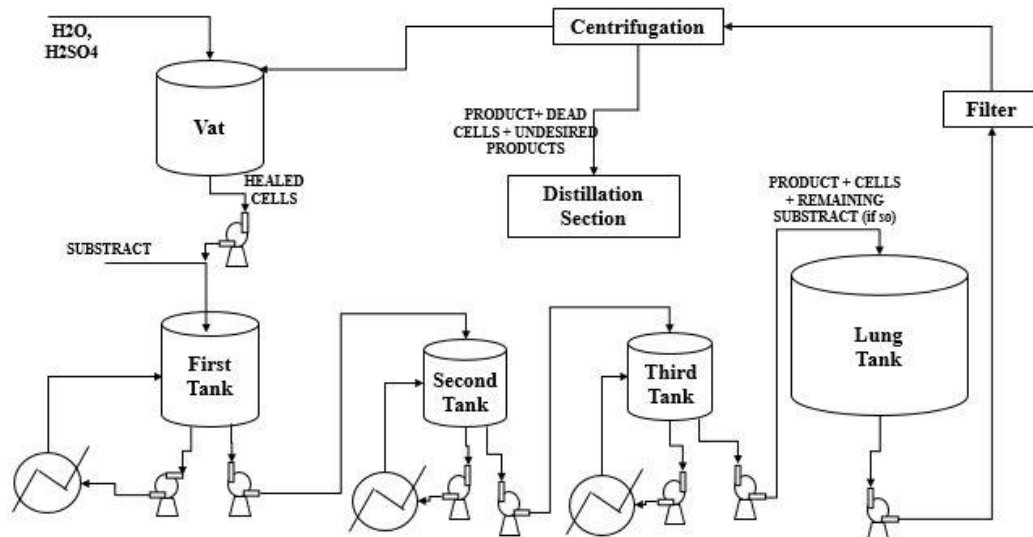 H2O,
H2SO4
Centrifugation
Vat
Filter
PRODUCT+ DEAD
CELLS + UNDESIRED
PRODUCTS
HEALED
CELLS
Distillation
Section
PRODUCT + CELLS
+ REMAINING
SUBSTRACT (if so)
SUBSTRACT
First
Tank
Second
Tank
Third
Tank
Lung
Tank